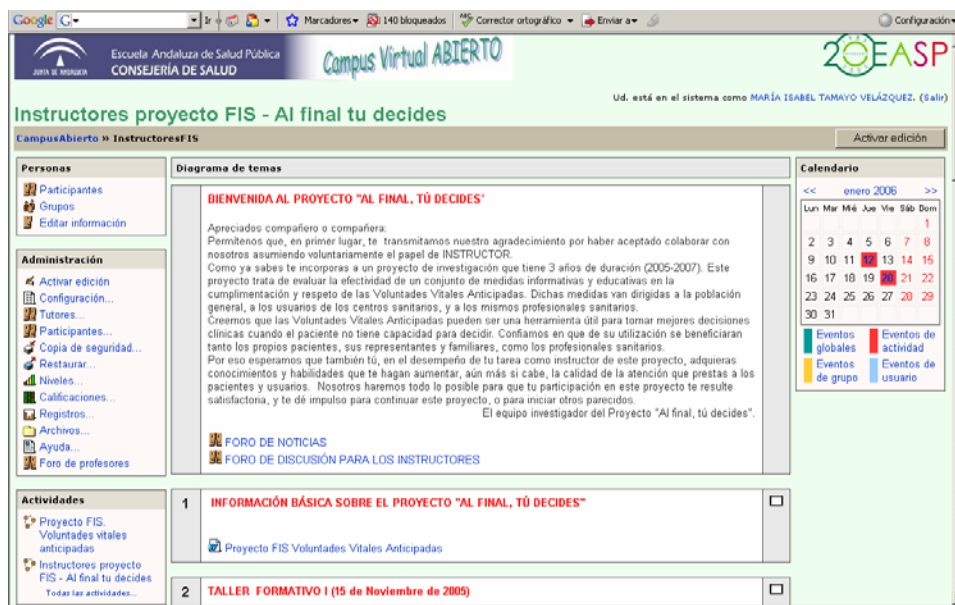 Google G Ir Marcadores 140 bloqueados Corrector ortográfico Enviar a Configuración
Escuela Andaluza de Salud Pública
CONSEJERÍA DE SALUD
JUNTA DE ANDALUCIA
Campus Virtual ABIERTO
20EASP
Ud. está en el sistema como MARÍA ISABEL TAMAYO VELÁZQUEZ. (Salir)
Instructores proyecto FIS - Al final tu decides
CampusAbierto » InstructoresFIS
Activar edición
Personas
Participantes
Grupos
Editar información
Administración
Activar edición
Configuración...
Tutores...
Participantes...
Copia de seguridad...
Restaurar...
Niveles...
Calificaciones...
Registros...
Archivos...
Ayuda...
Foro de profesores
Actividades
Proyecto FIS.
Voluntades vitales
anticipadas
Instructores proyecto
FIS - Al final tu decides
Todas las actividades...
Diagrama de temas
BIENVENIDA AL PROYECTO "AL FINAL, TÚ DECIDES"
Apreciados compañero o compañera:
Permítenos que, en primer lugar, te transmitamos nuestro agradecimiento por haber aceptado colaborar con
nosotros asumiendo voluntariamente el papel de INSTRUCTOR.
Como ya sabes te incorporas a un proyecto de investigación que tiene 3 años de duración (2005-2007). Este
proyecto trata de evaluar la efectividad de un conjunto de medidas informativas y educativas en la
cumplimentación y respeto de las Voluntades Vitales Anticipadas. Dichas medidas van dirigidas a la población
general, a los usuarios de los centros sanitarios, y a los mismos profesionales sanitarios.
Creemos que las Voluntades Vitales Anticipadas pueden ser una herramienta útil para tomar mejores decisiones
clínicas cuando el paciente no tiene capacidad para decidir. Confiamos en que de su utilización se beneficiaran
tanto los propios pacientes, sus representantes y familiares, como los profesionales sanitarios.
Por eso esperamos que también tú, en el desempeño de tu tarea como instructor de este proyecto, adquieras
conocimientos y habilidades que te hagan aumentar, aún más si cabe, la calidad de la atención que prestas a los
pacientes y usuarios. Nosotros haremos todo lo posible para que tu participación en este proyecto te resulte
satisfactoria, y te dé impulso para continuar este proyecto, o para iniciar otros parecidos.
El equipo investigador del Proyecto "Al final, tú decides".
FORO DE NOTICIAS
FORO DE DISCUSIÓN PARA LOS INSTRUCTORES
1 INFORMACIÓN BÁSICA SOBRE EL PROYECTO "AL FINAL, TÚ DECIDES"
Proyecto FIS Voluntades Vitales Anticipadas
2 TALLER FORMATIVO I (15 de Noviembre de 2005)
Calendario
<< enero 2006 >>
Lun Mar Mié Jue Vie Sáb Dom
1
2 3 4 5 6 7 8
9 10 11 12 13 14 15
16 17 18 19 20 21 22
23 24 25 26 27 28 29
30 31
Eventos globales
Eventos de actividad
Eventos de grupo
Eventos de usuario